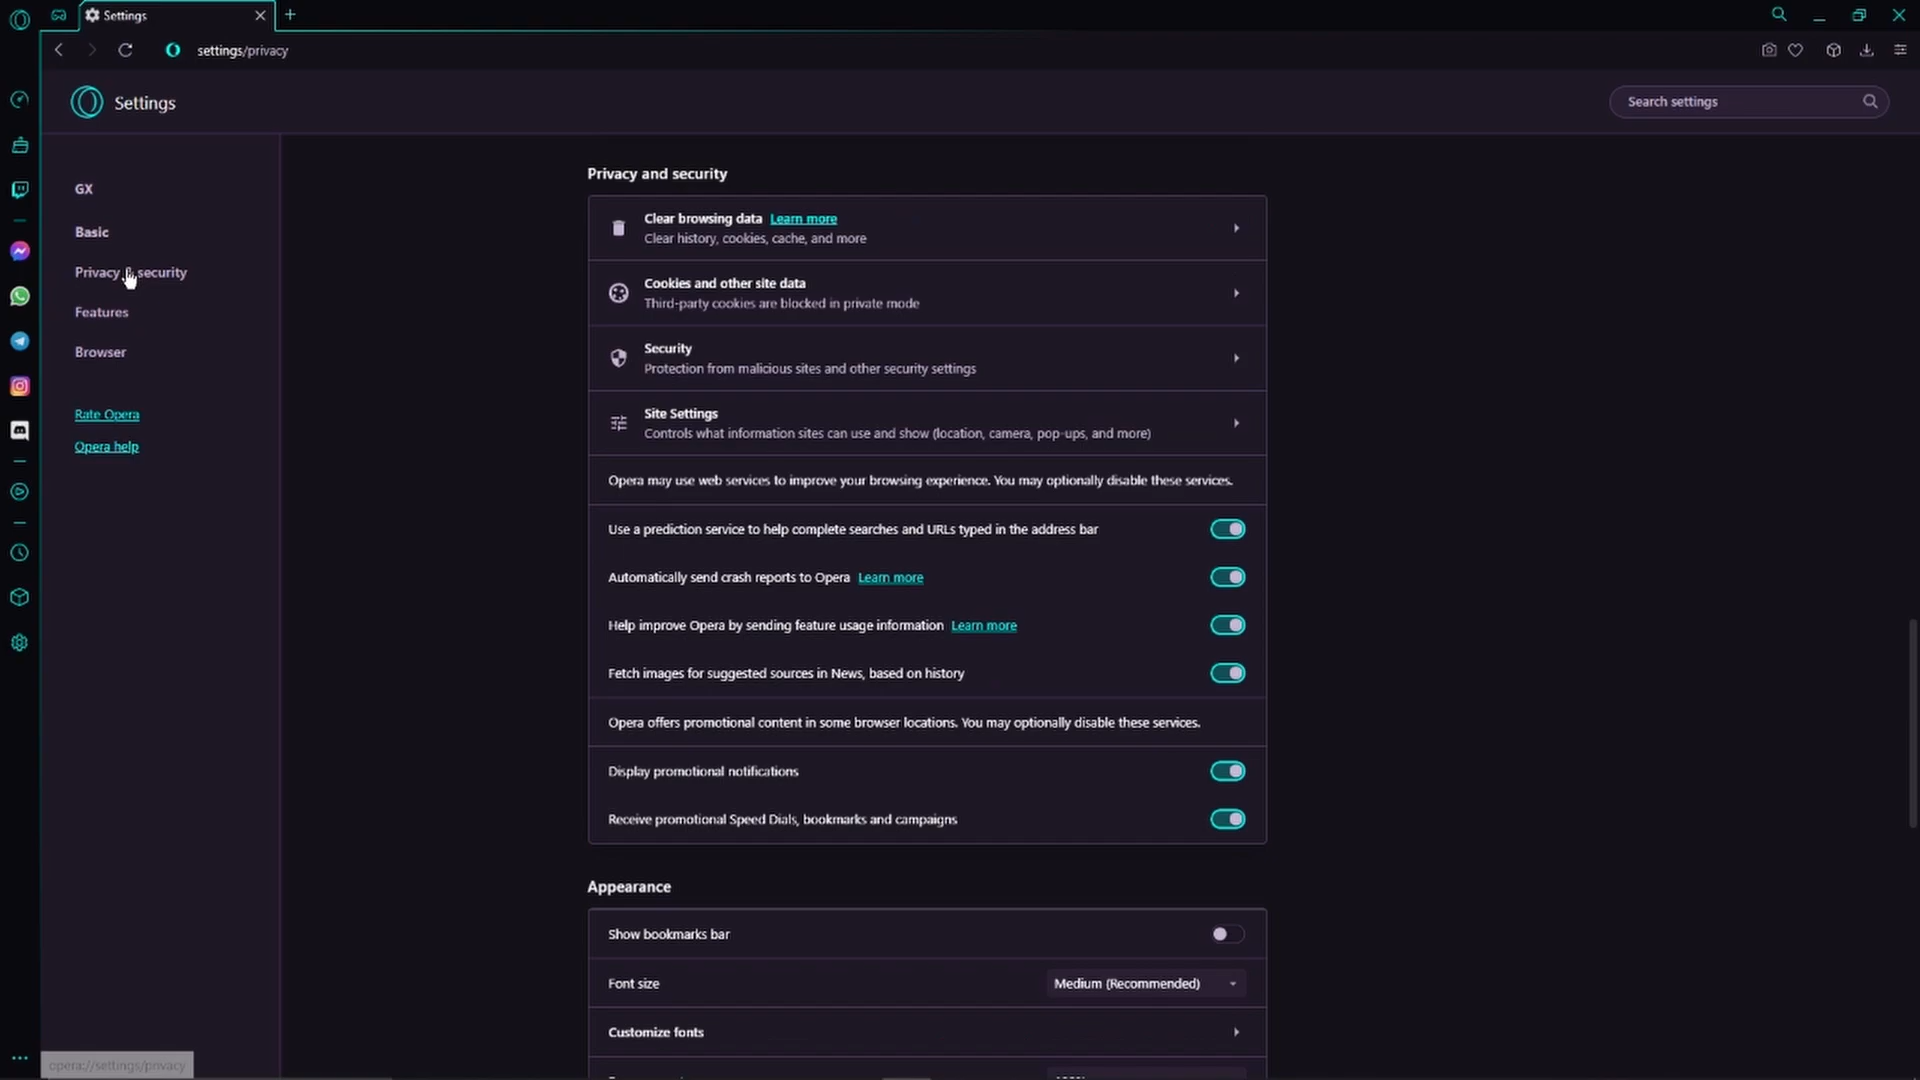 Settings
settings/privacy
Settings
Search settings
GX
Basic
Privacy & security
Features
Browser
Rate Opera
Opera help
Privacy and security
Clear browsing data Learn more
Clear history, cookies, cache, and more
Cookies and other site data
Third-party cookies are blocked in private mode
Security
Protection from malicious sites and other security settings
Site Settings
Controls what information sites can use and show (location, camera, pop-ups, and more)
Opera may use web services to improve your browsing experience. You may optionally disable these services.
Use a prediction service to help complete searches and URLs typed in the address bar
Automatically send crash reports to Opera Learn more
Help improve Opera by sending feature usage information Learn more
Fetch images for suggested sources in News, based on history
Opera offers promotional content in some browser locations. You may optionally disable these services.
Display promotional notifications
Receive promotional Speed Dials, bookmarks and campaigns
Appearance
Show bookmarks bar
Font size Medium (Recommended)
Customize fonts
opera://settings/privacy